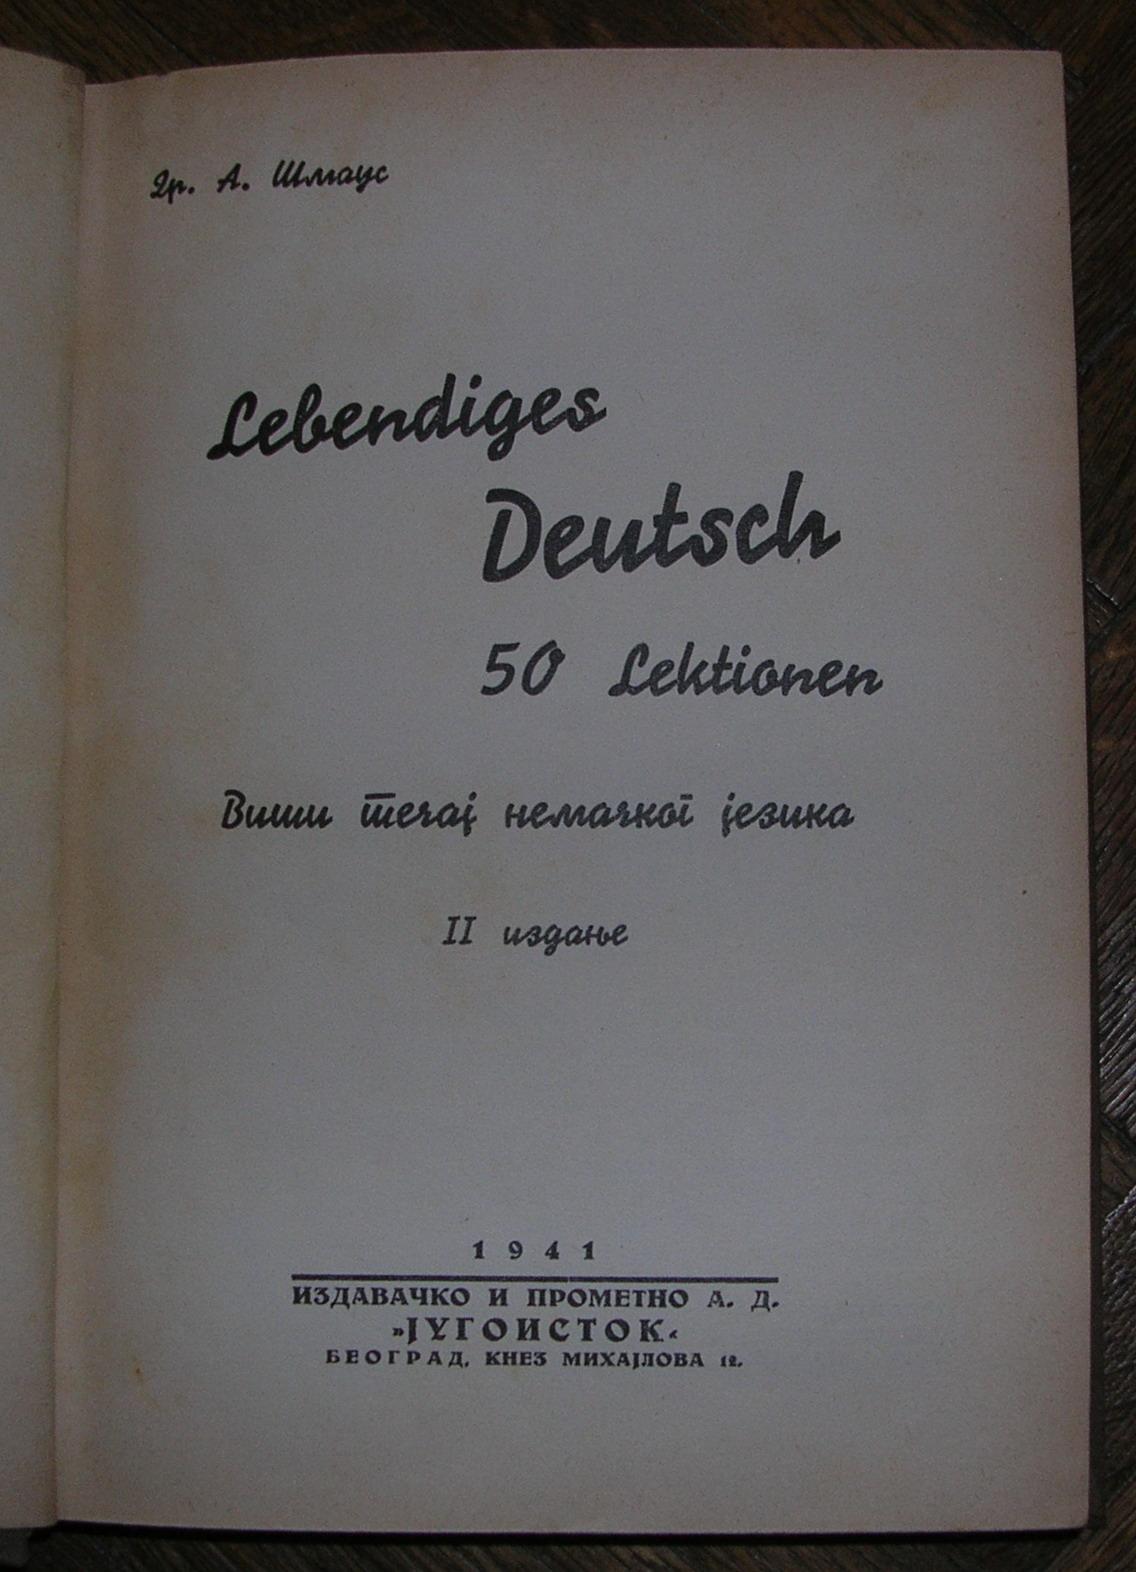 Др. А. Шмаус
Lebendiges
Deutsch
50 Lektionen
Виши течај немачког језика
II издање
1941
ИЗДАВАЧКО И ПРОМЕТНО А. Д.
»ЈУГОИСТОК«
БЕОГРАД, КНЕЗ МИХАЈЛОВА 12.